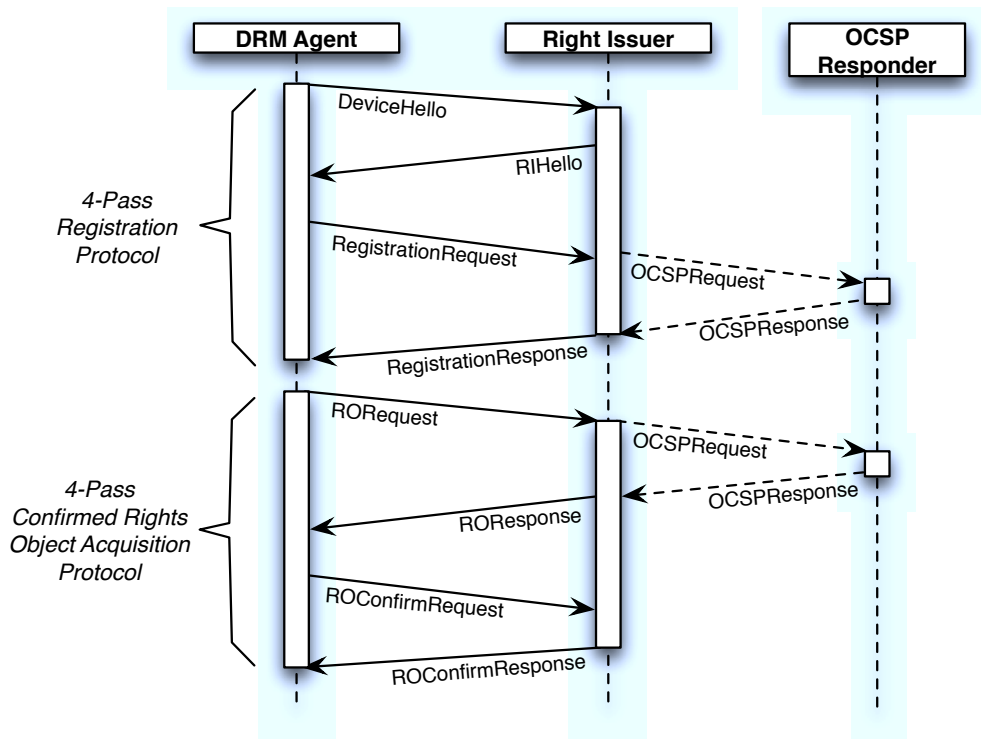 DRM Agent
Right Issuer
OCSP
Responder
DeviceHello
RIHello
4-Pass
Registration
Protocol
RegistrationRequest
OCSPRequest
OCSPResponse
RegistrationResponse
RORequest
OCSPRequest
OCSPResponse
ROResponse
4-Pass
Confirmed Rights
Object Acquisition
Protocol
ROConfirmRequest
ROConfirmResponse